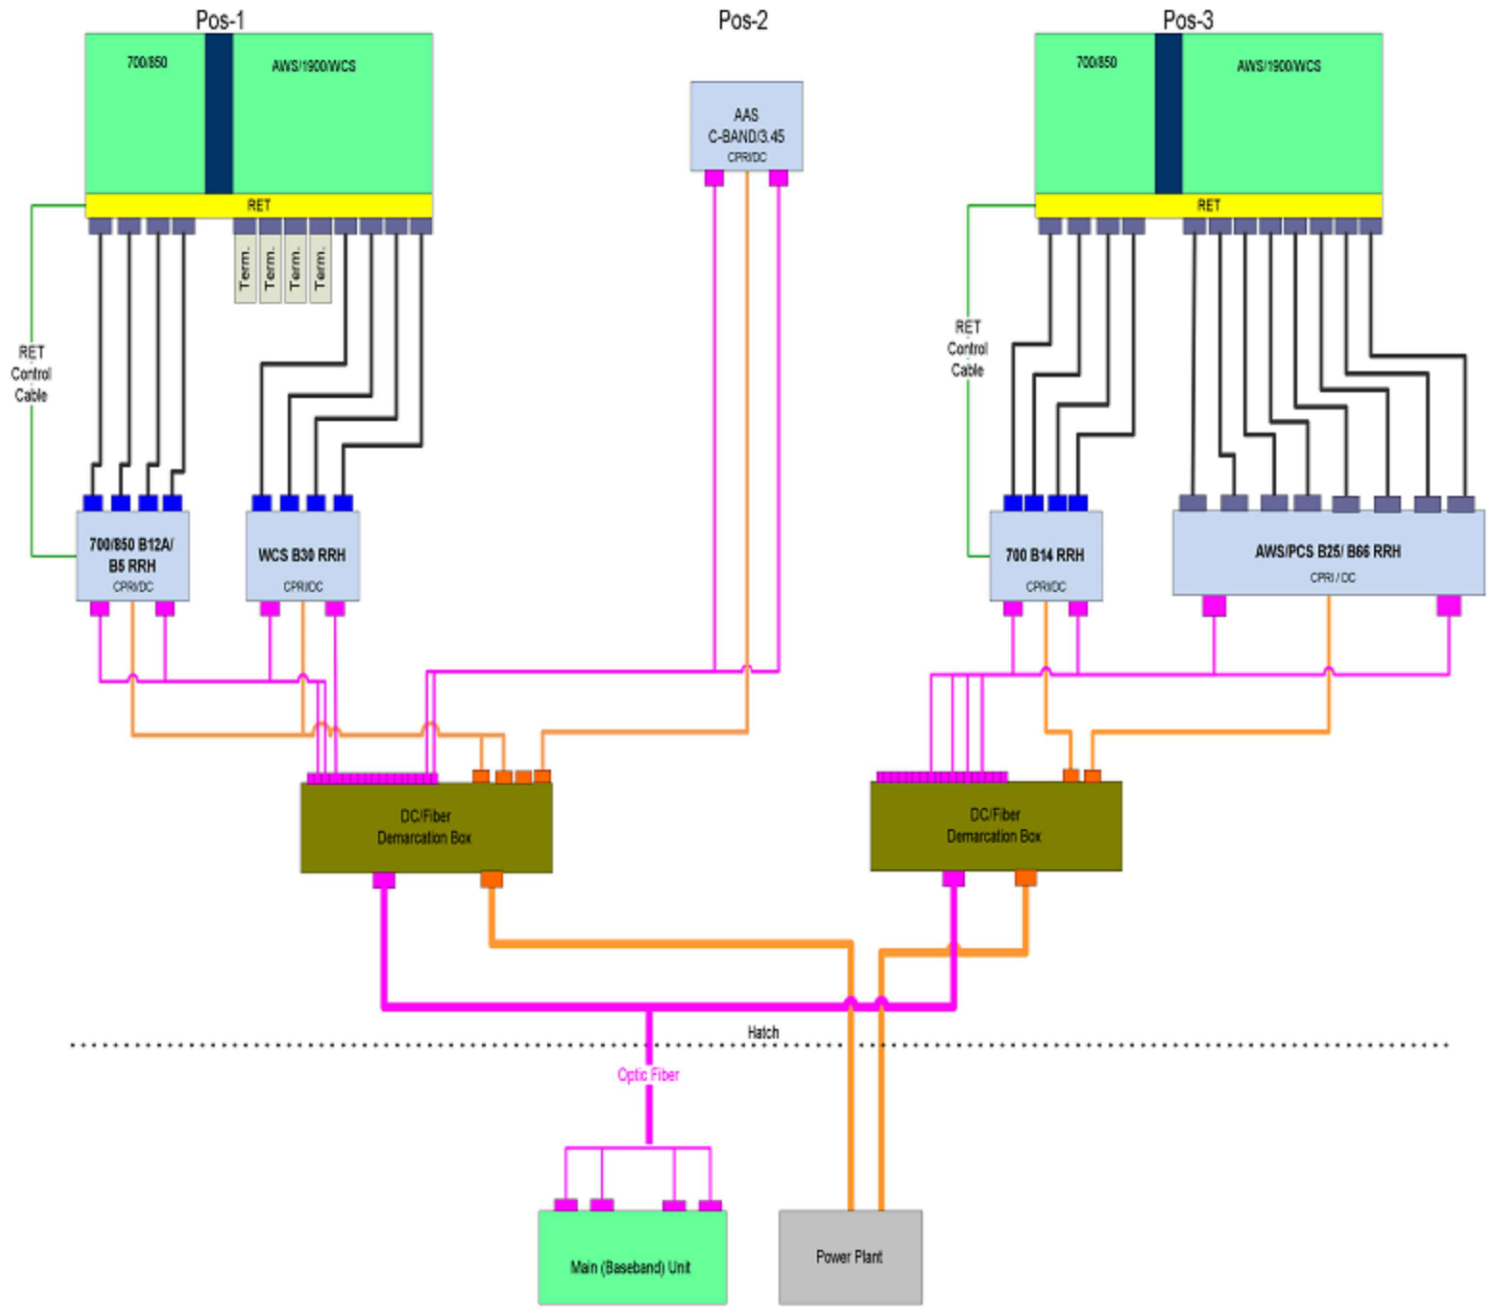 Pos-1
Pos-2
Pos-3
700/850
AWS/1900/WCS
RET
Term.
Term.
Term.
Term.
RET
Control
Cable
700/850 B12A/
B5 RRH
CPRI/DC
WCS B30 RRH
CPRI/DC
AAS
C-BAND/3.45
CPRI/DC
700/850
AWS/1900/WCS
RET
RET
Control
Cable
700 B14 RRH
CPRI/DC
AWS/PCS B25/ B66 RRH
CPRI / DC
DC/Fiber
Demarcation Box
DC/Fiber
Demarcation Box
Hatch
Optic Fiber
Main (Baseband) Unit
Power Plant